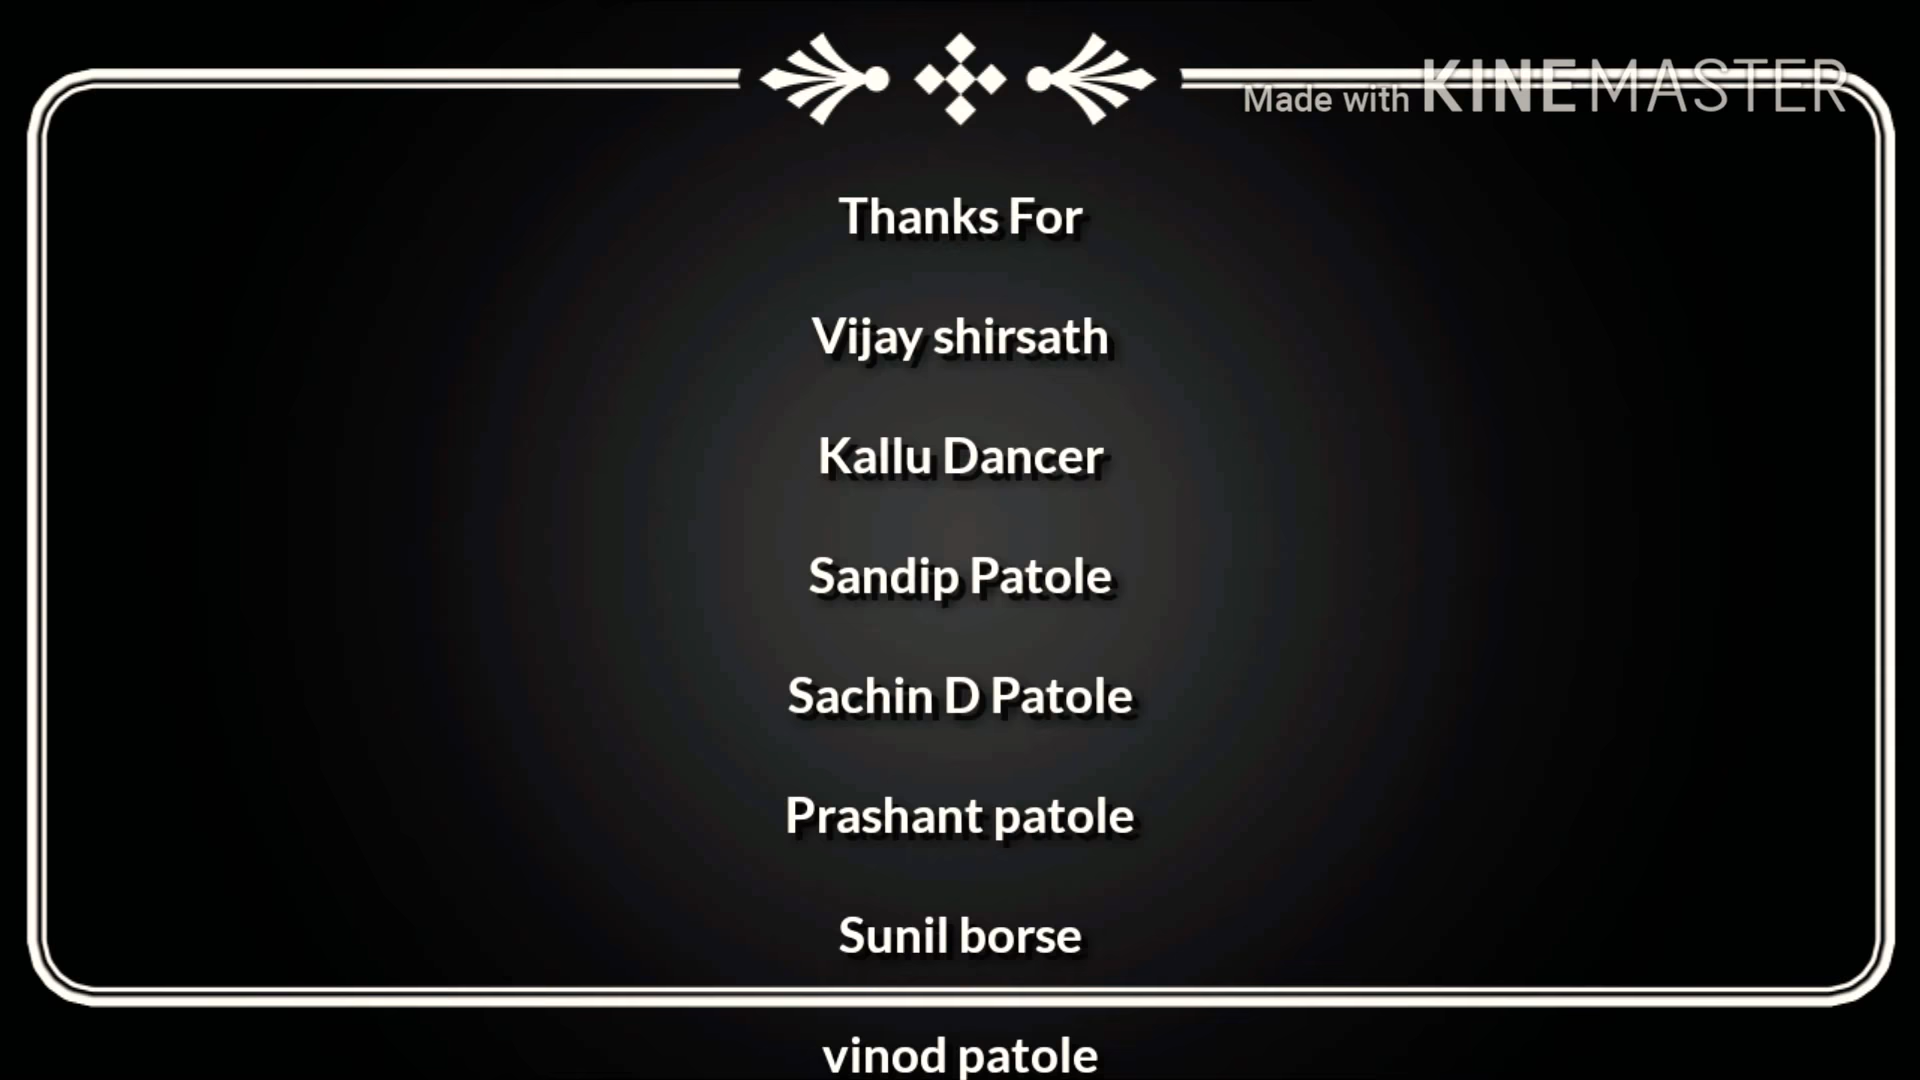 Made with KINEMASTER
Thanks For
Vijay shirsath
Kallu Dancer
Sandip Patole
Sachin D Patole
Prashant patole
Sunil borse
vinod patole